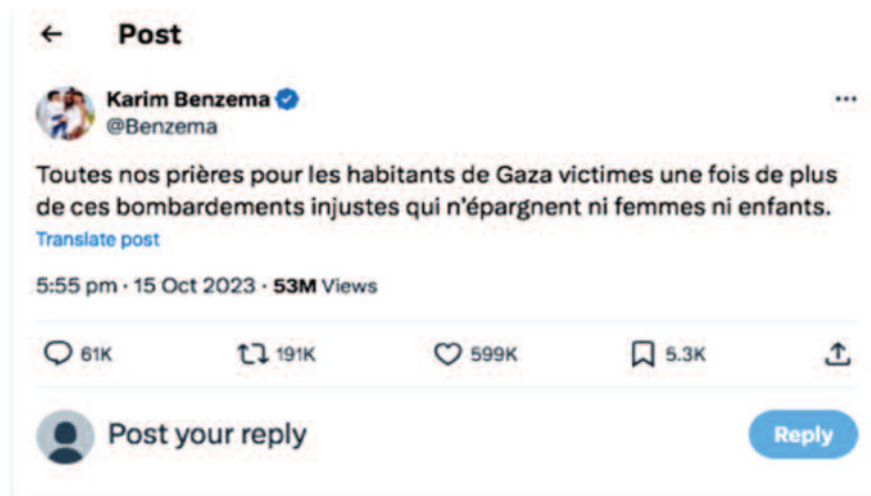 ← Post
Karim Benzema
@Benzema
Toutes nos prières pour les habitants de Gaza victimes une fois de plus
de ces bombardements injustes qui n'épargnent ni femmes ni enfants.
Translate post
5:55 pm · 15 Oct 2023 · 53M Views
61K 191K 599K 5.3K
Post your reply Reply